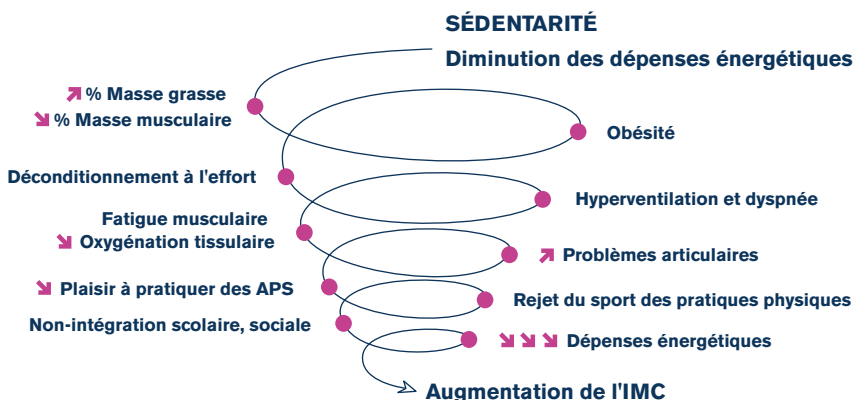 SÉDENTARITÉ
Diminution des dépenses énergétiques
↗ % Masse grasse
↘ % Masse musculaire
Obésité
Déconditionnement à l'effort
Hyperventilation et dyspnée
Fatigue musculaire
↘ Oxygénation tissulaire
↗ Problèmes articulaires
↘ Plaisir à pratiquer des APS
Rejet du sport des pratiques physiques
Non-intégration scolaire, sociale
↘ ↘ ↘ Dépenses énergétiques
Augmentation de l'IMC